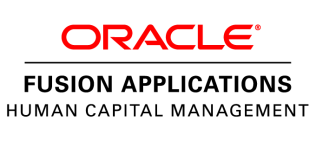 ORACLE®
FUSION APPLICATIONS
HUMAN CAPITAL MANAGEMENT